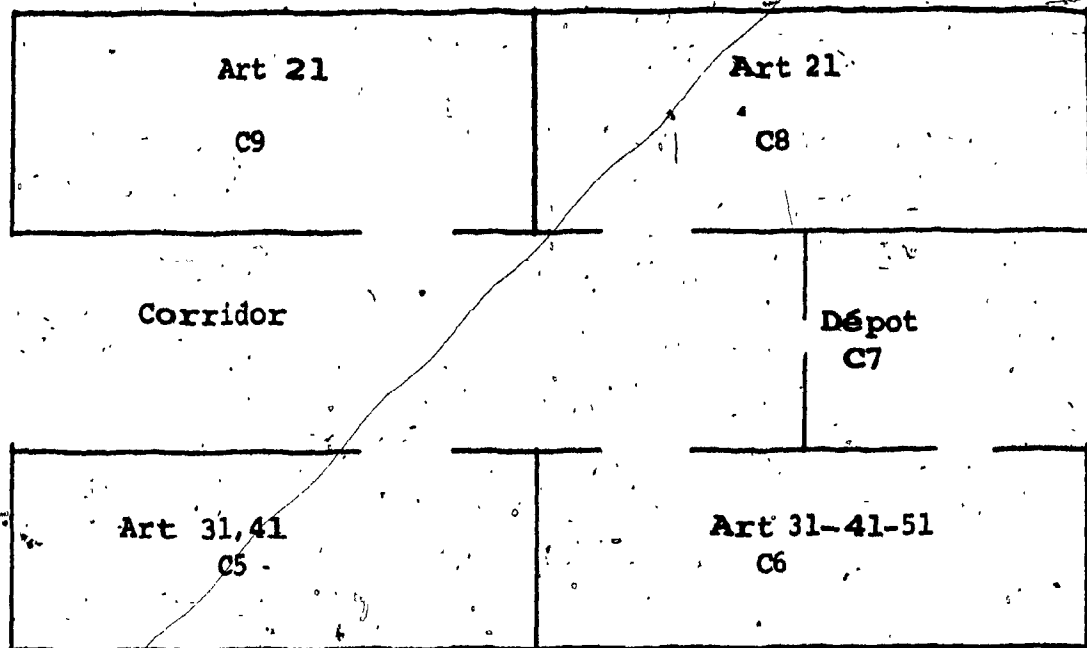 Art 21
C9
Art 21
C8
Corridor
Dépot
C7
Art 31,41
C5
Art 31-41-51
C6